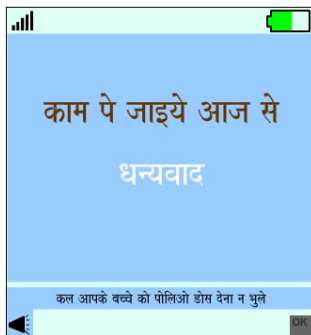 काम पे जाइये आज से
धन्यवाद
कल आपके बच्चे को पोलिओ डोस देना न भुले
OK